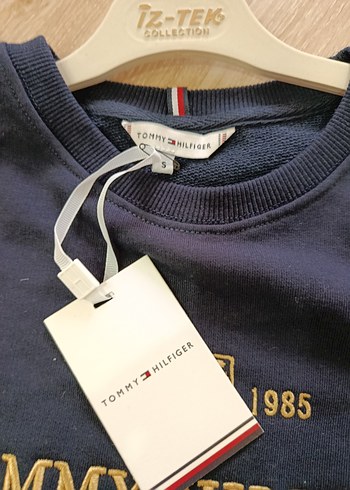 iz-TEK
COLLECTION
TOMMY HILFIGER
S
TOMMY HILFIGER
1985